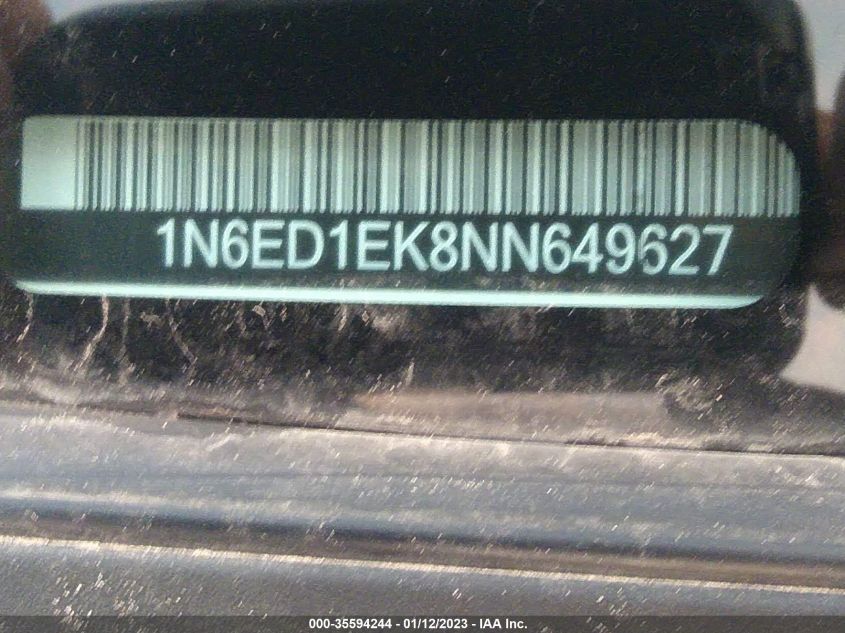 1N6ED1EK8NN649627
000-35594244 - 01/12/2023 - IAA Inc.